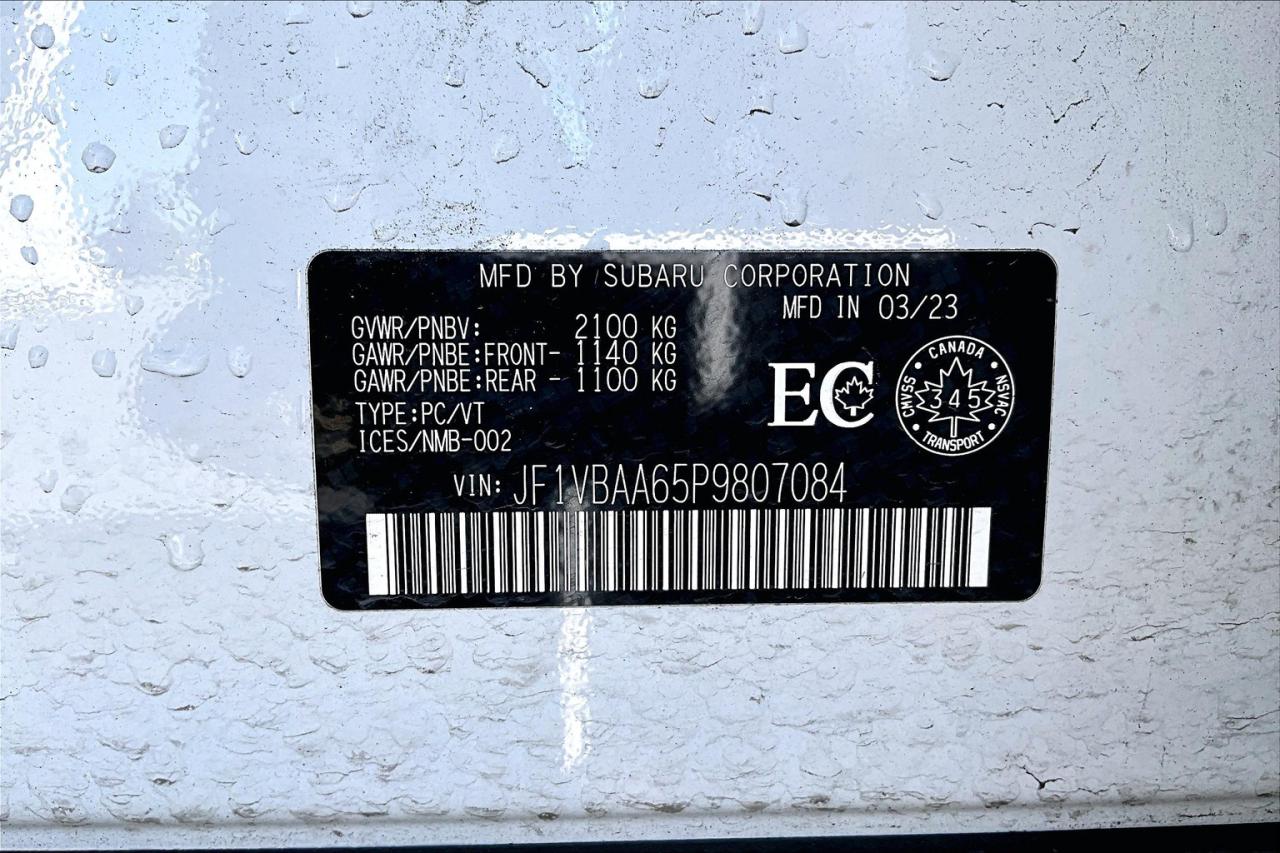 MFD BY SUBARU CORPORATION
MFD IN 03/23
GVWR/PNBV: 2100 KG
GAWR/PNBE:FRONT- 1140 KG
GAWR/PNBE:REAR - 1100 KG
TYPE:PC/VT
ICES/NMB-002
EC
CANADA
CMVSS 345 NSVAC
TRANSPORT
VIN: JF1VBAA65P9807084